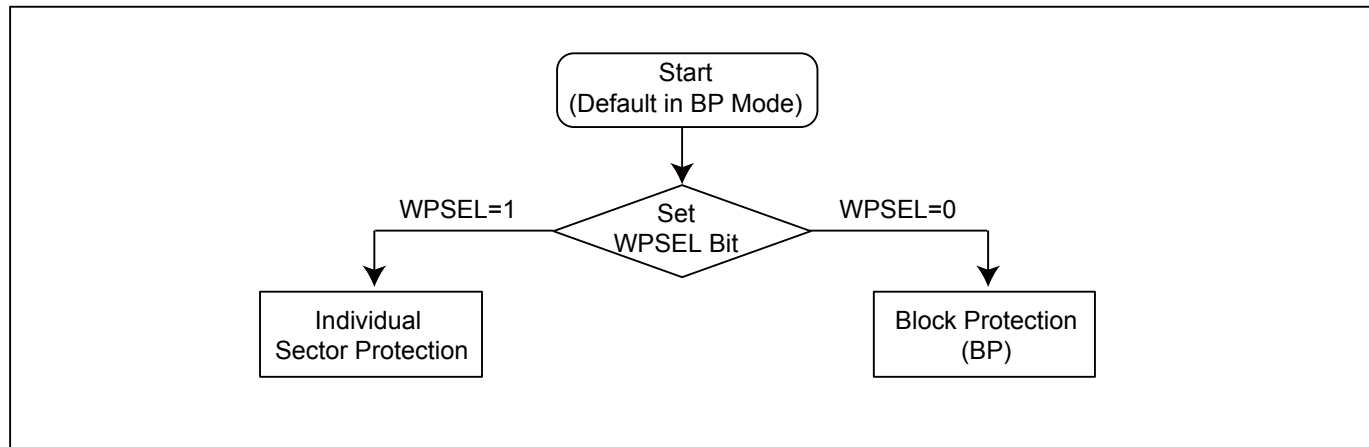 Start
(Default in BP Mode)
WPSEL=1
Set
WPSEL Bit
WPSEL=0
Individual
Sector Protection
Block Protection
(BP)